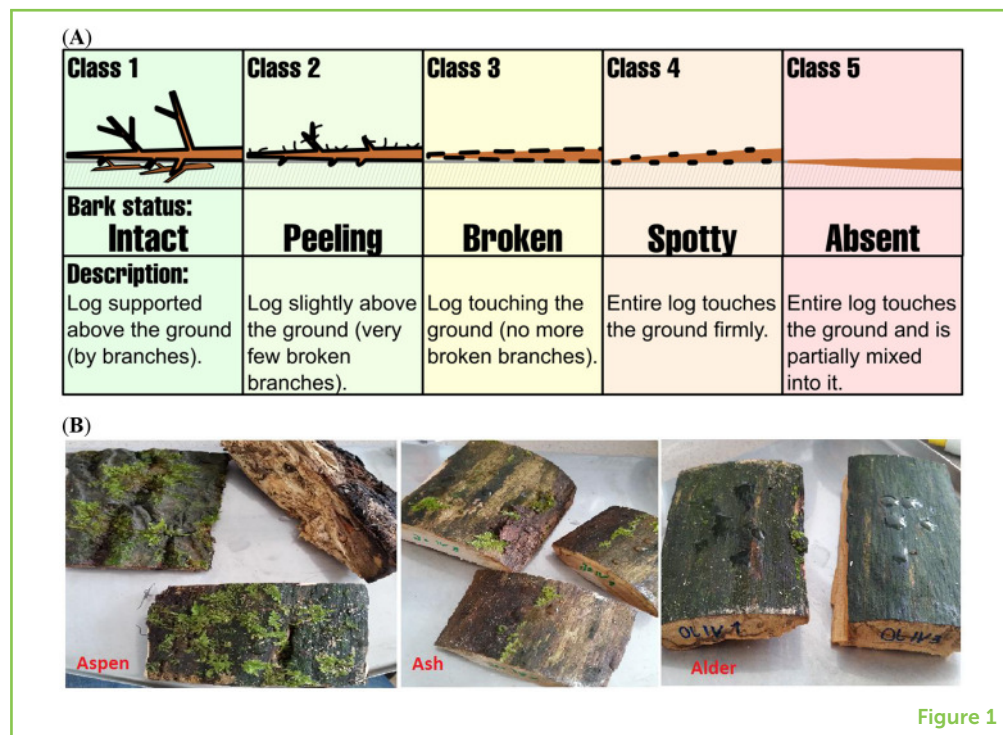 (A)
Class 1
Class 2
Class 3
Class 4
Class 5
Bark status:
Intact
Peeling
Broken
Spotty
Absent
Description:
Log supported
above the ground
(by branches).
Log slightly above
the ground (very
few broken
branches).
Log touching the
ground (no more
broken branches).
Entire log touches
the ground firmly.
Entire log touches
the ground and is
partially mixed
into it.
(B)
Aspen
Ash
Alder
Figure 1